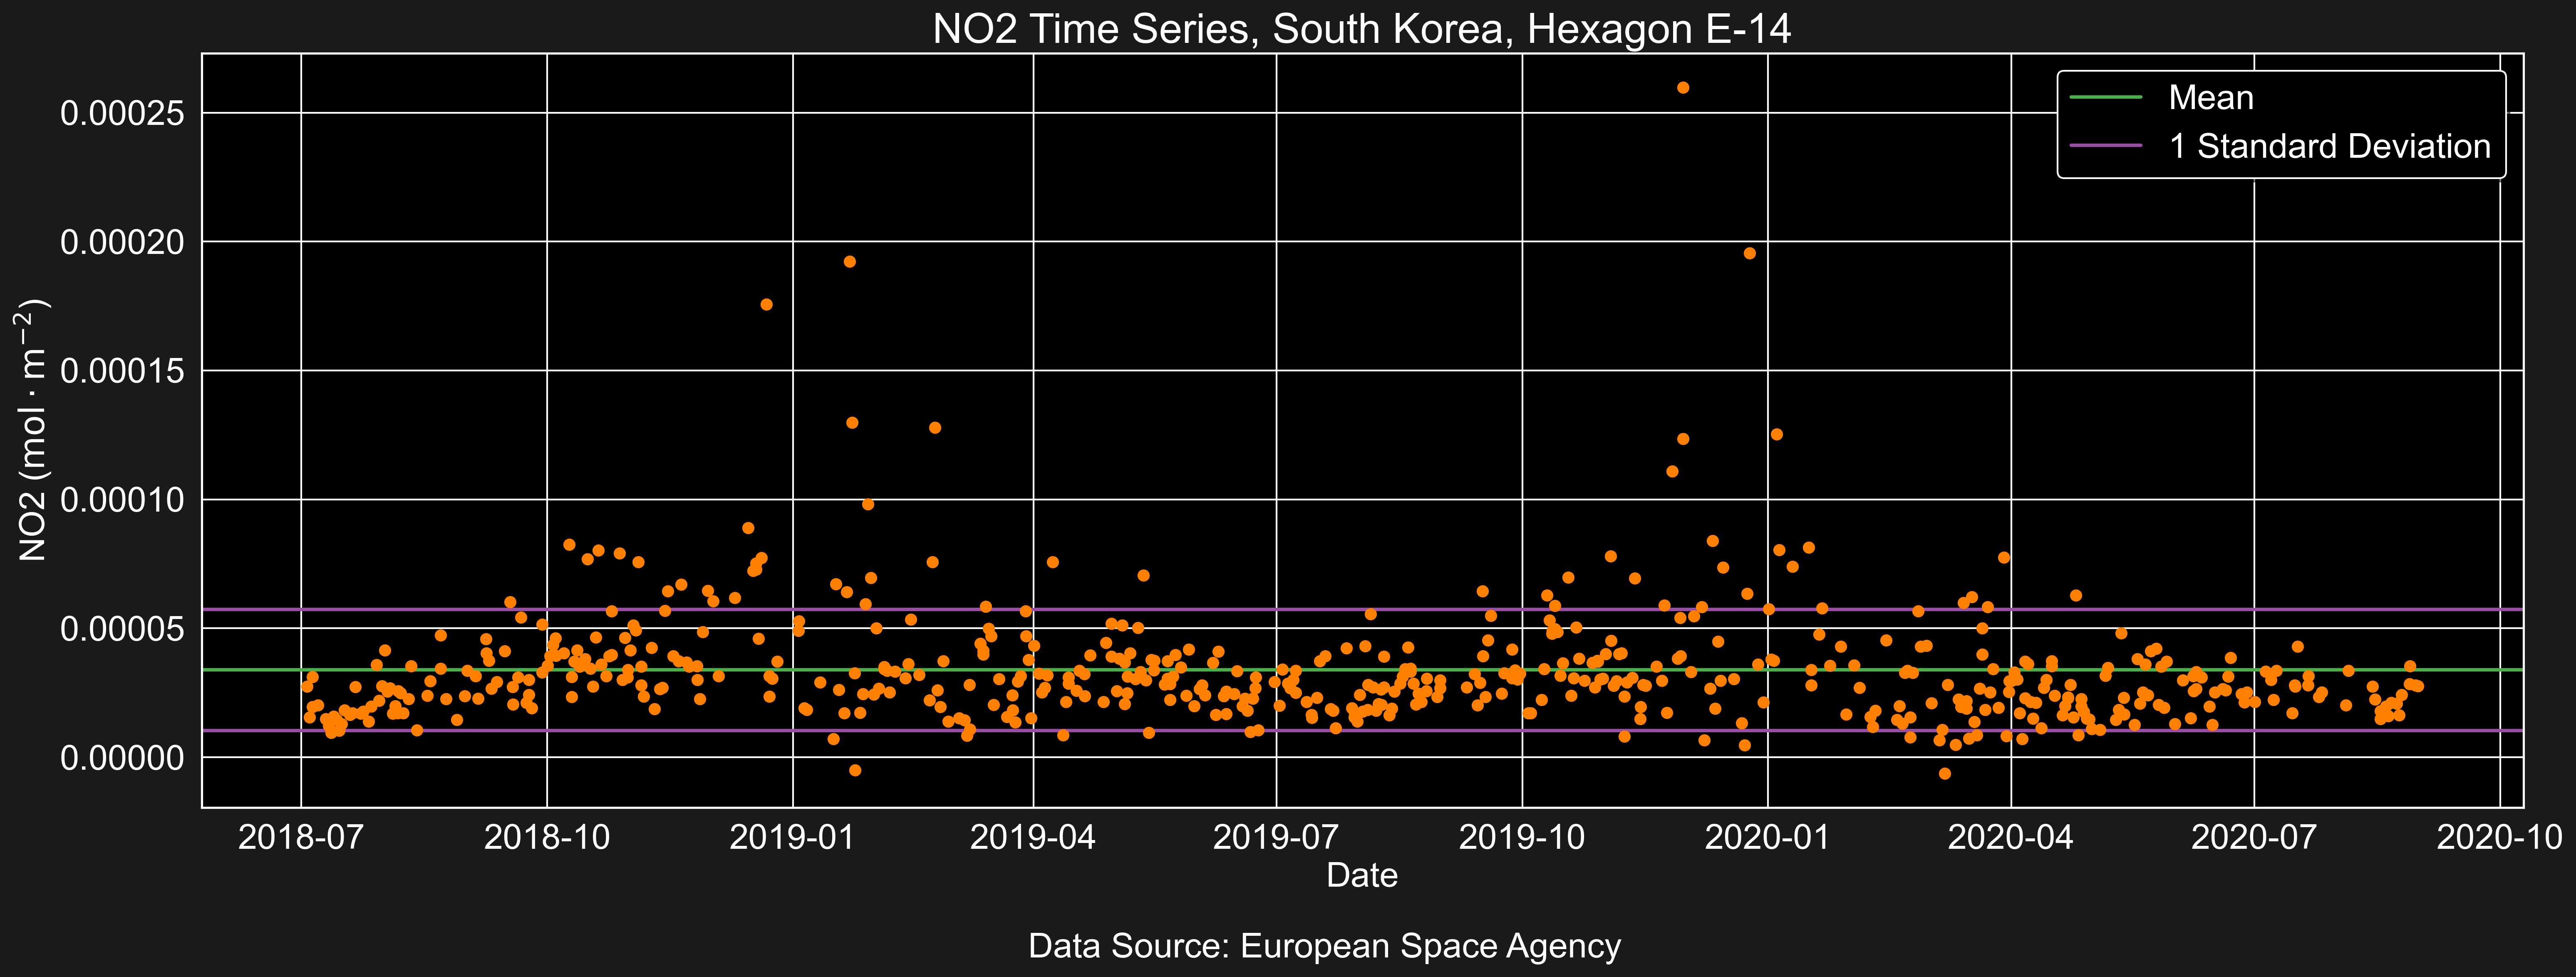 NO2 Time Series, South Korea, Hexagon E-14
Mean
1 Standard Deviation
NO2 (mol · m⁻²)
0.00025
0.00020
0.00015
0.00010
0.00005
0.00000
2018-07 2018-10 2019-01 2019-04 2019-07 2019-10 2020-01 2020-04 2020-07 2020-10
Date
Data Source: European Space Agency